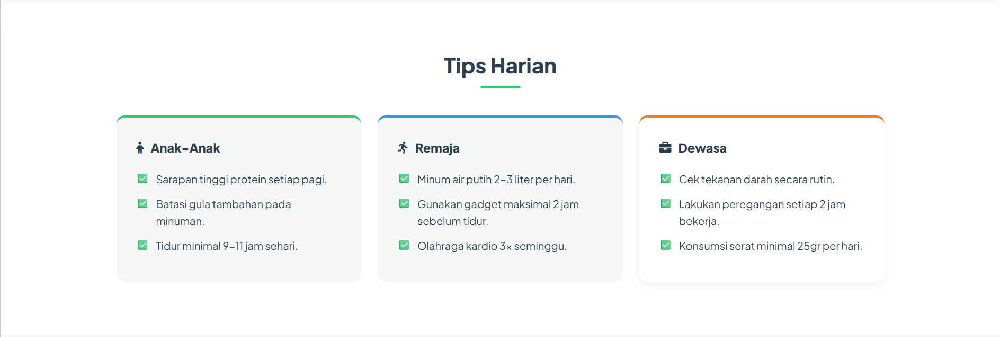 Tips Harian
Anak-Anak
Sarapan tinggi protein setiap pagi.
Batasi gula tambahan pada
minuman.
Tidur minimal 9-11 jam sehari.
Remaja
Minum air putih 2-3 liter per hari.
Gunakan gadget maksimal 2 jam
sebelum tidur.
Olahraga kardio 3× seminggu.
Dewasa
Cek tekanan darah secara rutin.
Lakukan peregangan setiap 2 jam
bekerja.
Konsumsi serat minimal 25gr per hari.